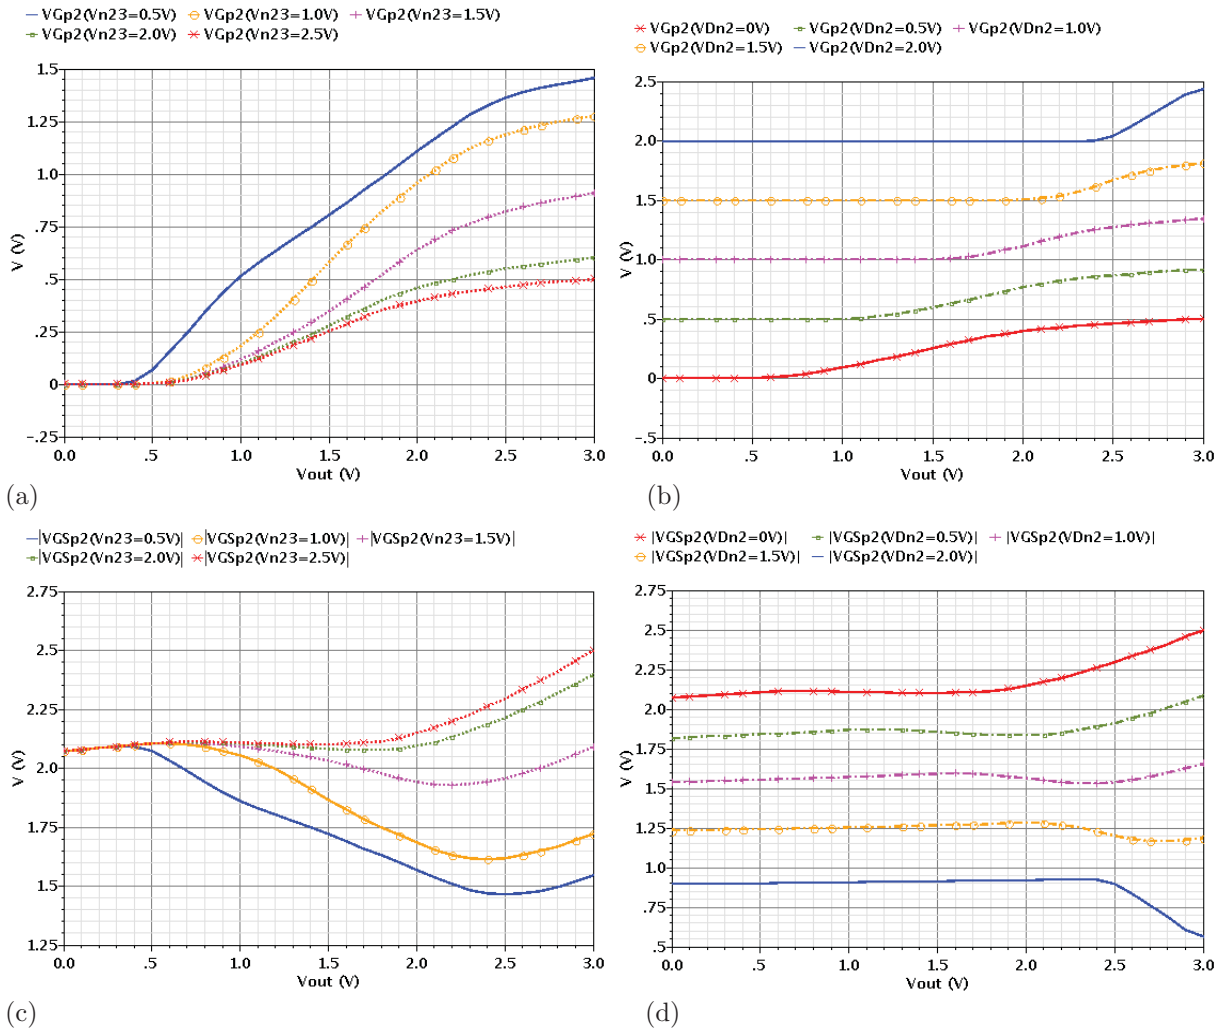 VGp2(Vn23=0.5V) VGp2(Vn23=1.0V) VGp2(Vn23=1.5V)
VGp2(Vn23=2.0V) VGp2(Vn23=2.5V)
1.5
1.25
1.0
.75
.5
.25
0
-.25
V (V)
0.0 .5 1.0 1.5 2.0 2.5 3.0
Vout (V)
(a)
VGp2(VDn2=0V) VGp2(VDn2=0.5V) VGp2(VDn2=1.0V)
VGp2(VDn2=1.5V) VGp2(VDn2=2.0V)
2.5
2.0
1.5
1.0
.5
0
-.5
V (V)
0.0 .5 1.0 1.5 2.0 2.5 3.0
Vout (V)
(b)
|VGSp2(Vn23=0.5V)| |VGSp2(Vn23=1.0V)| |VGSp2(Vn23=1.5V)|
|VGSp2(Vn23=2.0V)| |VGSp2(Vn23=2.5V)|
2.75
2.5
2.25
2.0
1.75
1.5
1.25
V (V)
0.0 .5 1.0 1.5 2.0 2.5 3.0
Vout (V)
(c)
|VGSp2(VDn2=0V)| |VGSp2(VDn2=0.5V)| |VGSp2(VDn2=1.0V)|
|VGSp2(VDn2=1.5V)| |VGSp2(VDn2=2.0V)|
2.75
2.5
2.25
2.0
1.75
1.5
1.25
1.0
.75
.5
V (V)
0.0 .5 1.0 1.5 2.0 2.5 3.0
Vout (V)
(d)